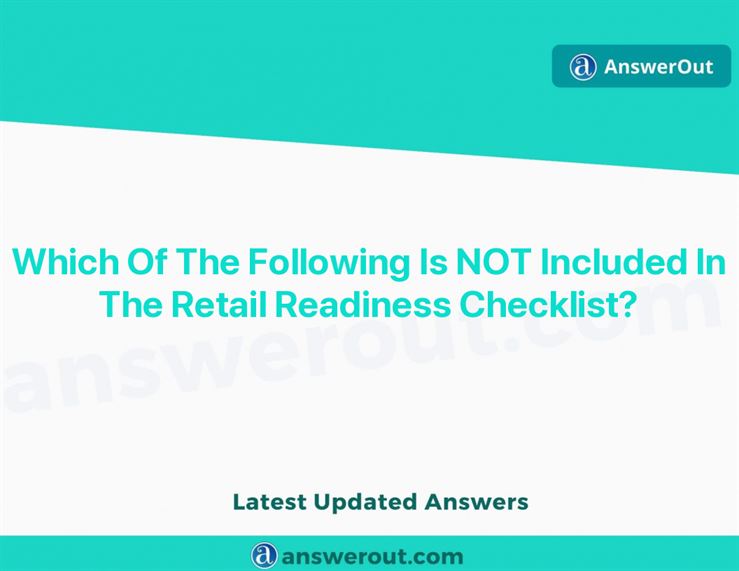 AnswerOut
Which Of The Following Is NOT Included In
The Retail Readiness Checklist?
answerout.com
Latest Updated Answers
answerout.com